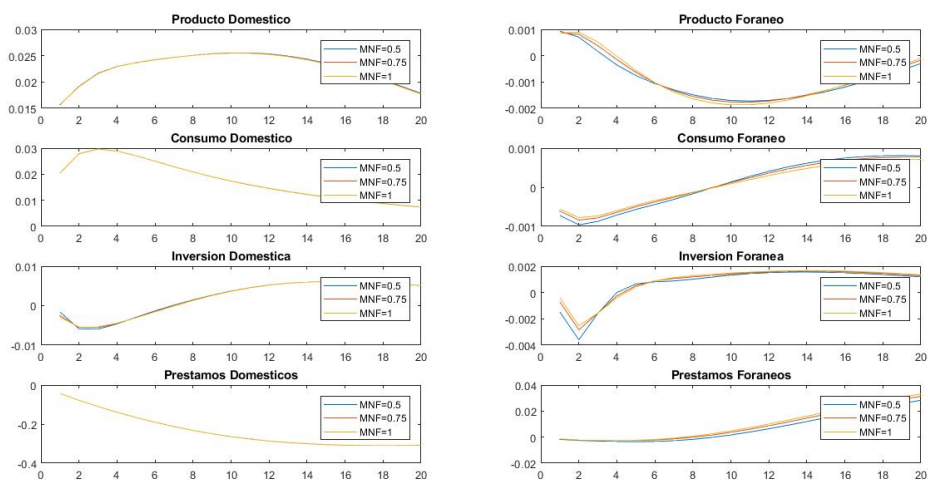 Producto Domestico
0.03
0.025
0.02
0.015
MNF=0.5
MNF=0.75
MNF=1
0 2 4 6 8 10 12 14 16 18 20
Producto Foraneo
0.001
-0.001
-0.002
MNF=0.5
MNF=0.75
MNF=1
0 2 4 6 8 10 12 14 16 18 20
Consumo Domestico
0.03
0.02
0.01
0
MNF=0.5
MNF=0.75
MNF=1
0 2 4 6 8 10 12 14 16 18 20
Consumo Foraneo
0.001
0
-0.001
MNF=0.5
MNF=0.75
MNF=1
0 2 4 6 8 10 12 14 16 18 20
Inversion Domestica
0.01
0
-0.01
MNF=0.5
MNF=0.75
MNF=1
0 2 4 6 8 10 12 14 16 18 20
Inversion Foranea
0.002
-0.002
-0.004
MNF=0.5
MNF=0.75
MNF=1
0 2 4 6 8 10 12 14 16 18 20
Prestamos Domesticos
0
-0.2
-0.4
MNF=0.5
MNF=0.75
MNF=1
0 2 4 6 8 10 12 14 16 18 20
Prestamos Foraneos
0.04
0.02
0
-0.02
MNF=0.5
MNF=0.75
MNF=1
0 2 4 6 8 10 12 14 16 18 20